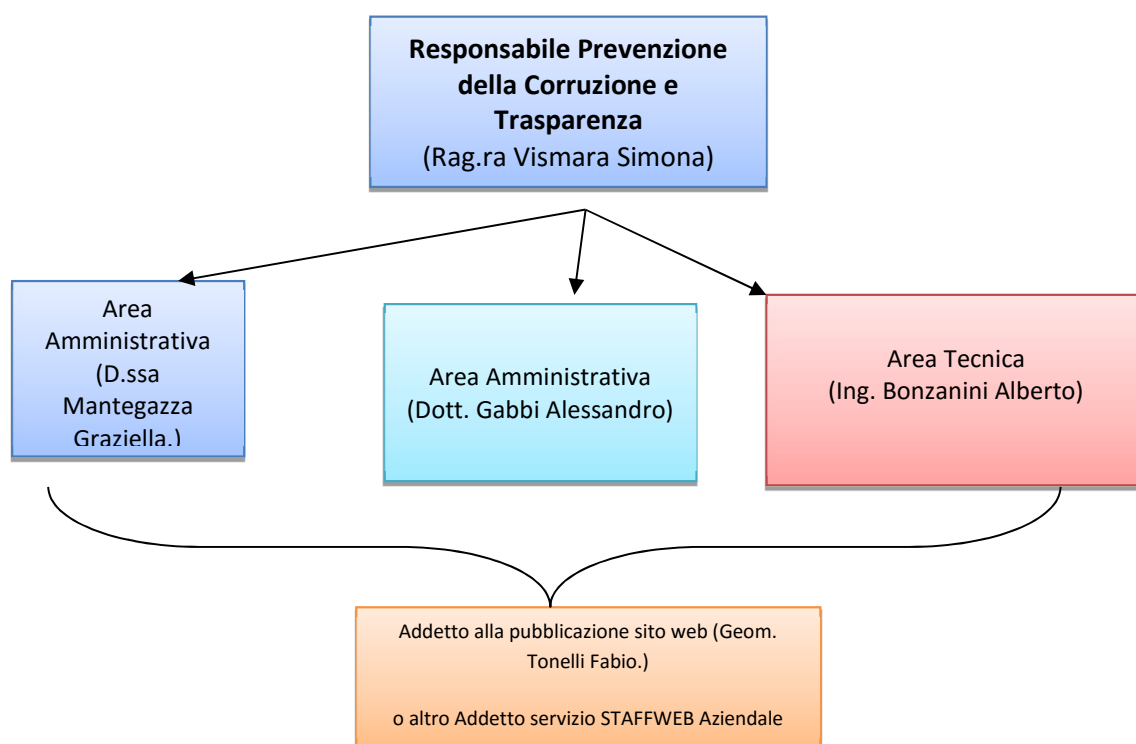 Responsabile Prevenzione
della Corruzione e
Trasparenza
(Rag.ra Vismara Simona)
Area
Amministrativa
(D.ssa
Mantegazza
Graziella.)
Area Amministrativa
(Dott. Gabbi Alessandro)
Area Tecnica
(Ing. Bonzanini Alberto)
Addetto alla pubblicazione sito web (Geom.
Tonelli Fabio.)
o altro Addetto servizio STAFFWEB Aziendale